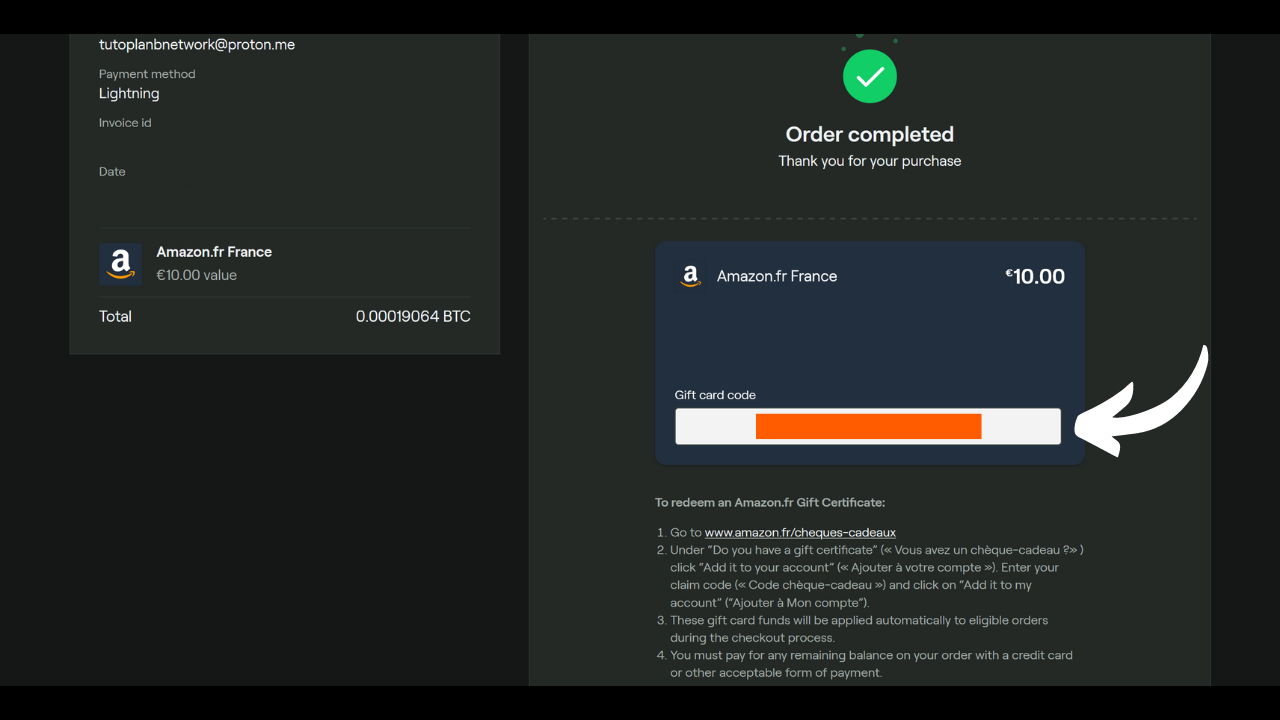 tutoplanbnetwork@proton.me
Payment method
Lightning
Invoice id
Date
a
Amazon.fr France
€10.00 value
Total
0.00019064 BTC
Order completed
Thank you for your purchase
a
Amazon.fr France
€10.00
Gift card code
To redeem an Amazon.fr Gift Certificate:
1. Go to www.amazon.fr/cheques-cadeaux
2. Under “Do you have a gift certificate” (« Vous avez un chèque-cadeau ?» )
click “Add it to your account” (« Ajouter à votre compte »). Enter your
claim code (« Code chèque-cadeau ») and click on “Add it to my
account” (“Ajouter à Mon compte”).
3. These gift card funds will be applied automatically to eligible orders
during the checkout process.
4. You must pay for any remaining balance on your order with a credit card
or other acceptable form of payment.